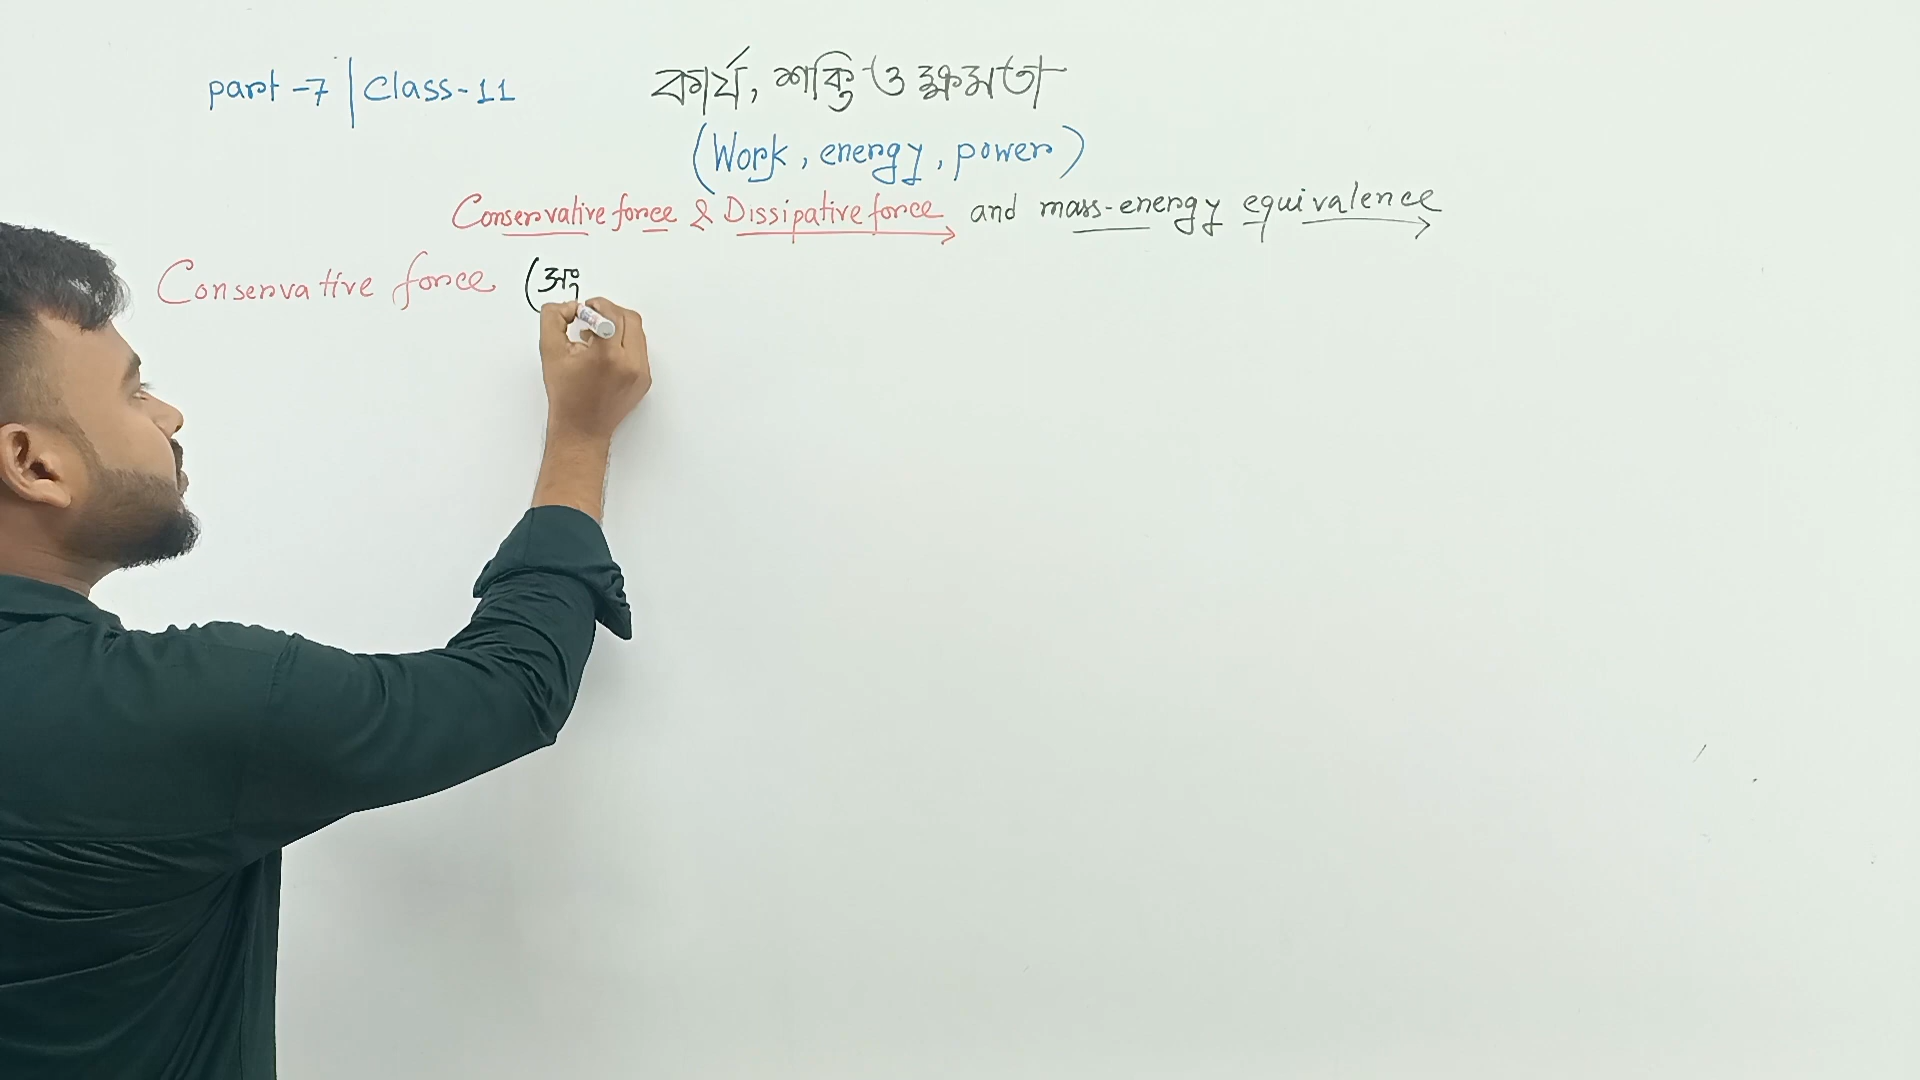 part -7 | Class-11
কার্য, শক্তি ও ক্ষমতা
(Work, energy, power)
Conservative force & Dissipative force and mass-energy equivalence
Conservative force (সং